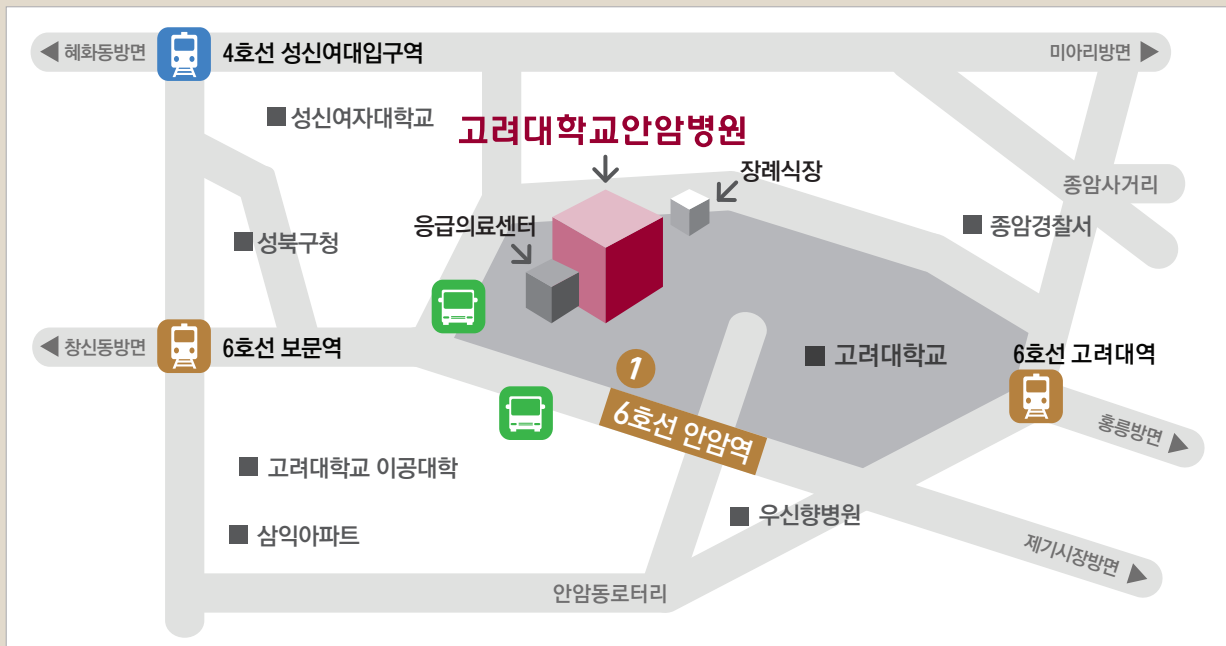 혜화동방면
4호선 성신여대입구역
미아리방면
성신여자대학교
고려대학교안암병원
장례식장
종암사거리
응급의료센터
종암경찰서
성북구청
창신동방면
6호선 보문역
고려대학교
6호선 고려대역
1
6호선 안암역
홍릉방면
고려대학교 이공대학
우신향병원
삼익아파트
제기시장방면
안암동로터리